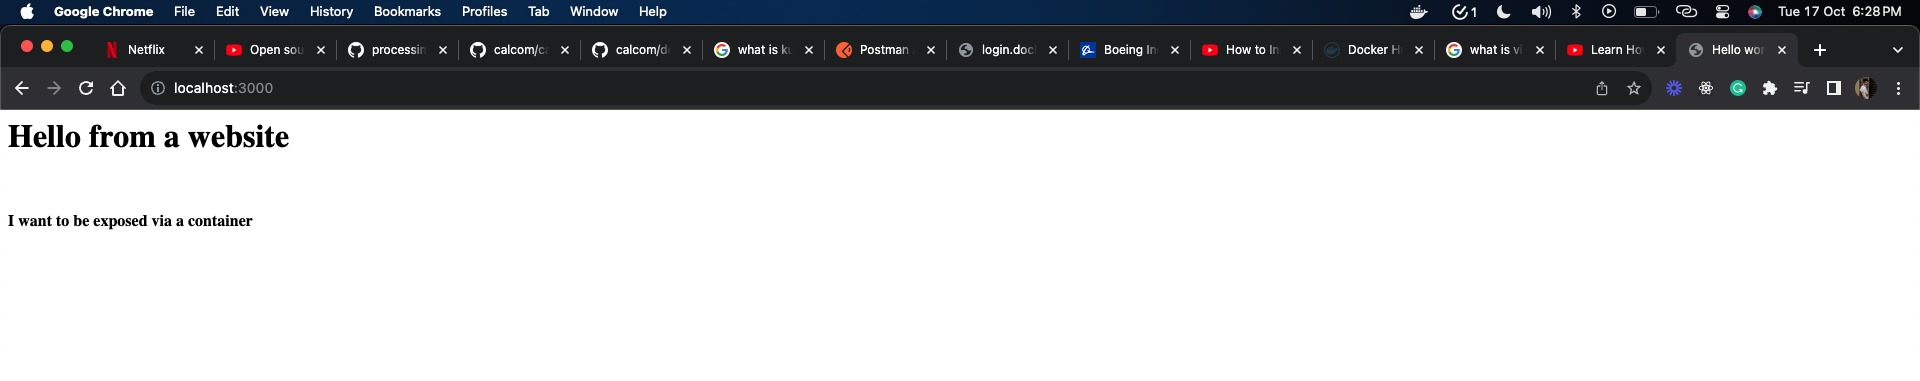 Google Chrome File Edit View History Bookmarks Profiles Tab Window Help 1 Tue 17 Oct 6:28 PM
Netflix Open sou processin calcom/c calcom/d what is k Postman login.doc Boeing In How to In Docker H what is vi Learn Ho Hello wor
localhost:3000
Hello from a website
I want to be exposed via a container